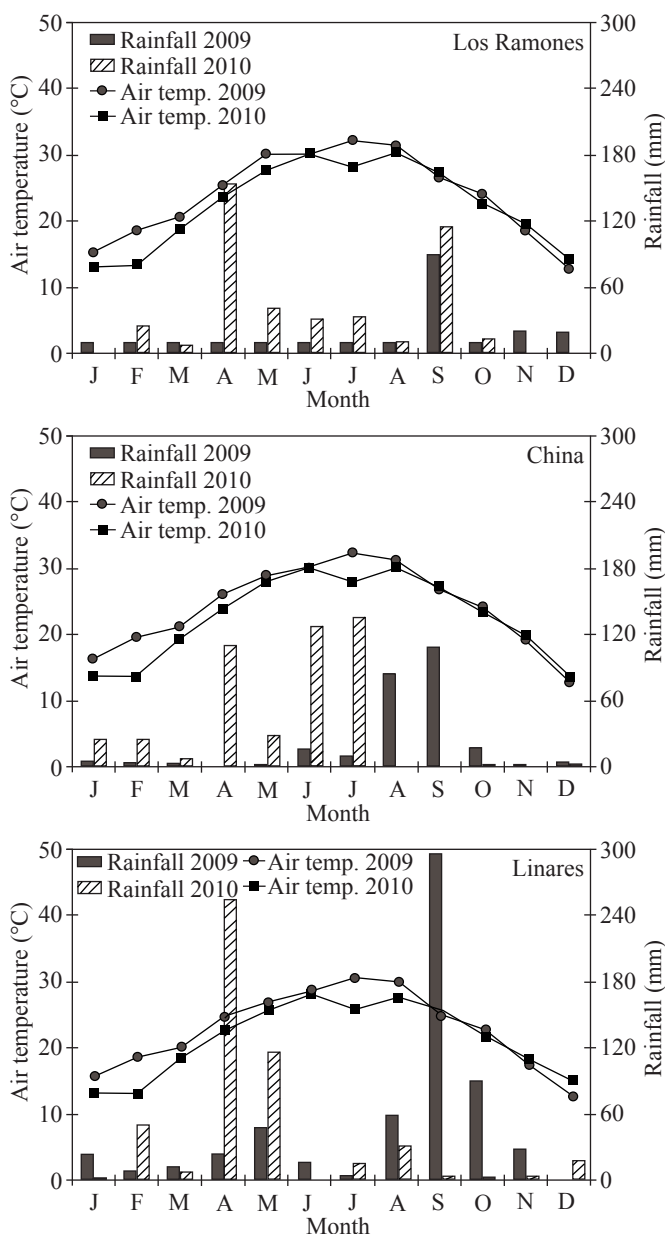 50 300
Rainfall 2009 Los Ramones
Rainfall 2010
40 240
Air temp. 2009
Air temp. 2010
30 180
20 120
10 60
0 0
Air temperature (°C)
Rainfall (mm)
J F M A M J J A S O N D
Month
50 300
Rainfall 2009 China
Rainfall 2010
40 240
Air temp. 2009
Air temp. 2010
30 180
20 120
10 60
0 0
Air temperature (°C)
Rainfall (mm)
J F M A M J J A S O N D
Month
50 300
Rainfall 2009 Air temp. 2009 Linares
Rainfall 2010 Air temp. 2010
40 240
30 180
20 120
10 60
0 0
Air temperature (°C)
Rainfall (mm)
J F M A M J J A S O N D
Month